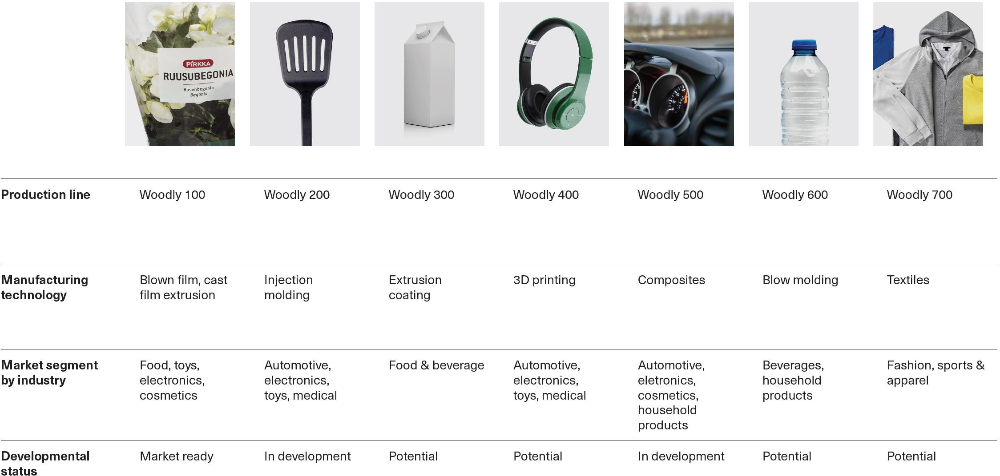 PIRKKA
RUUSUBEGONIA
Rosenbegonia
Begonia
Production line
Woodly 100
Woodly 200
Woodly 300
Woodly 400
Woodly 500
Woodly 600
Woodly 700
Manufacturing
technology
Blown film, cast
film extrusion
Injection
molding
Extrusion
coating
3D printing
Composites
Blow molding
Textiles
Market segment
by industry
Food, toys,
electronics,
cosmetics
Automotive,
electronics,
toys, medical
Food & beverage
Automotive,
electronics,
toys, medical
Automotive,
eletronics,
cosmetics,
household
products
Beverages,
household
products
Fashion, sports &
apparel
Developmental
status
Market ready
In development
Potential
Potential
In development
Potential
Potential